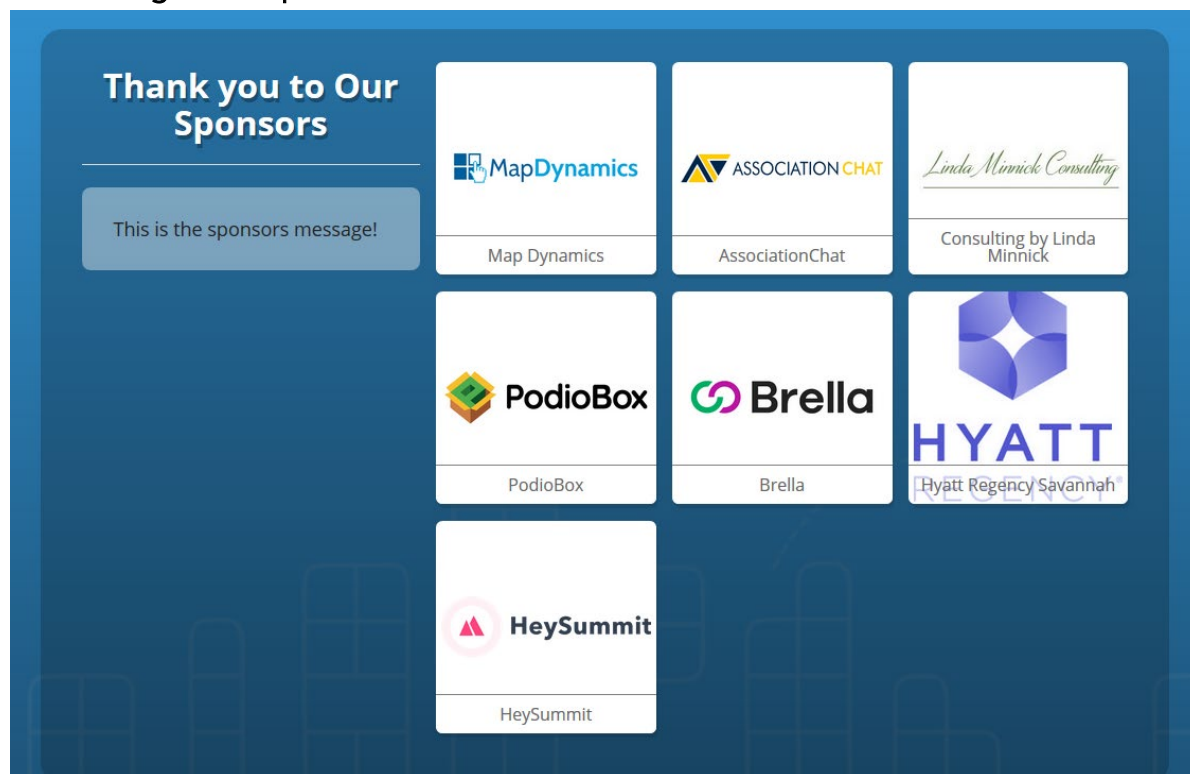 Thank you to Our
Sponsors
This is the sponsors message!
MapDynamics
Map Dynamics
ASSOCIATION CHAT
AssociationChat
Linda Minnick Consulting
Consulting by Linda
Minnick
PodioBox
PodioBox
Brella
Brella
HYATT
REGENCY®
Hyatt Regency Savannah
HeySummit
HeySummit